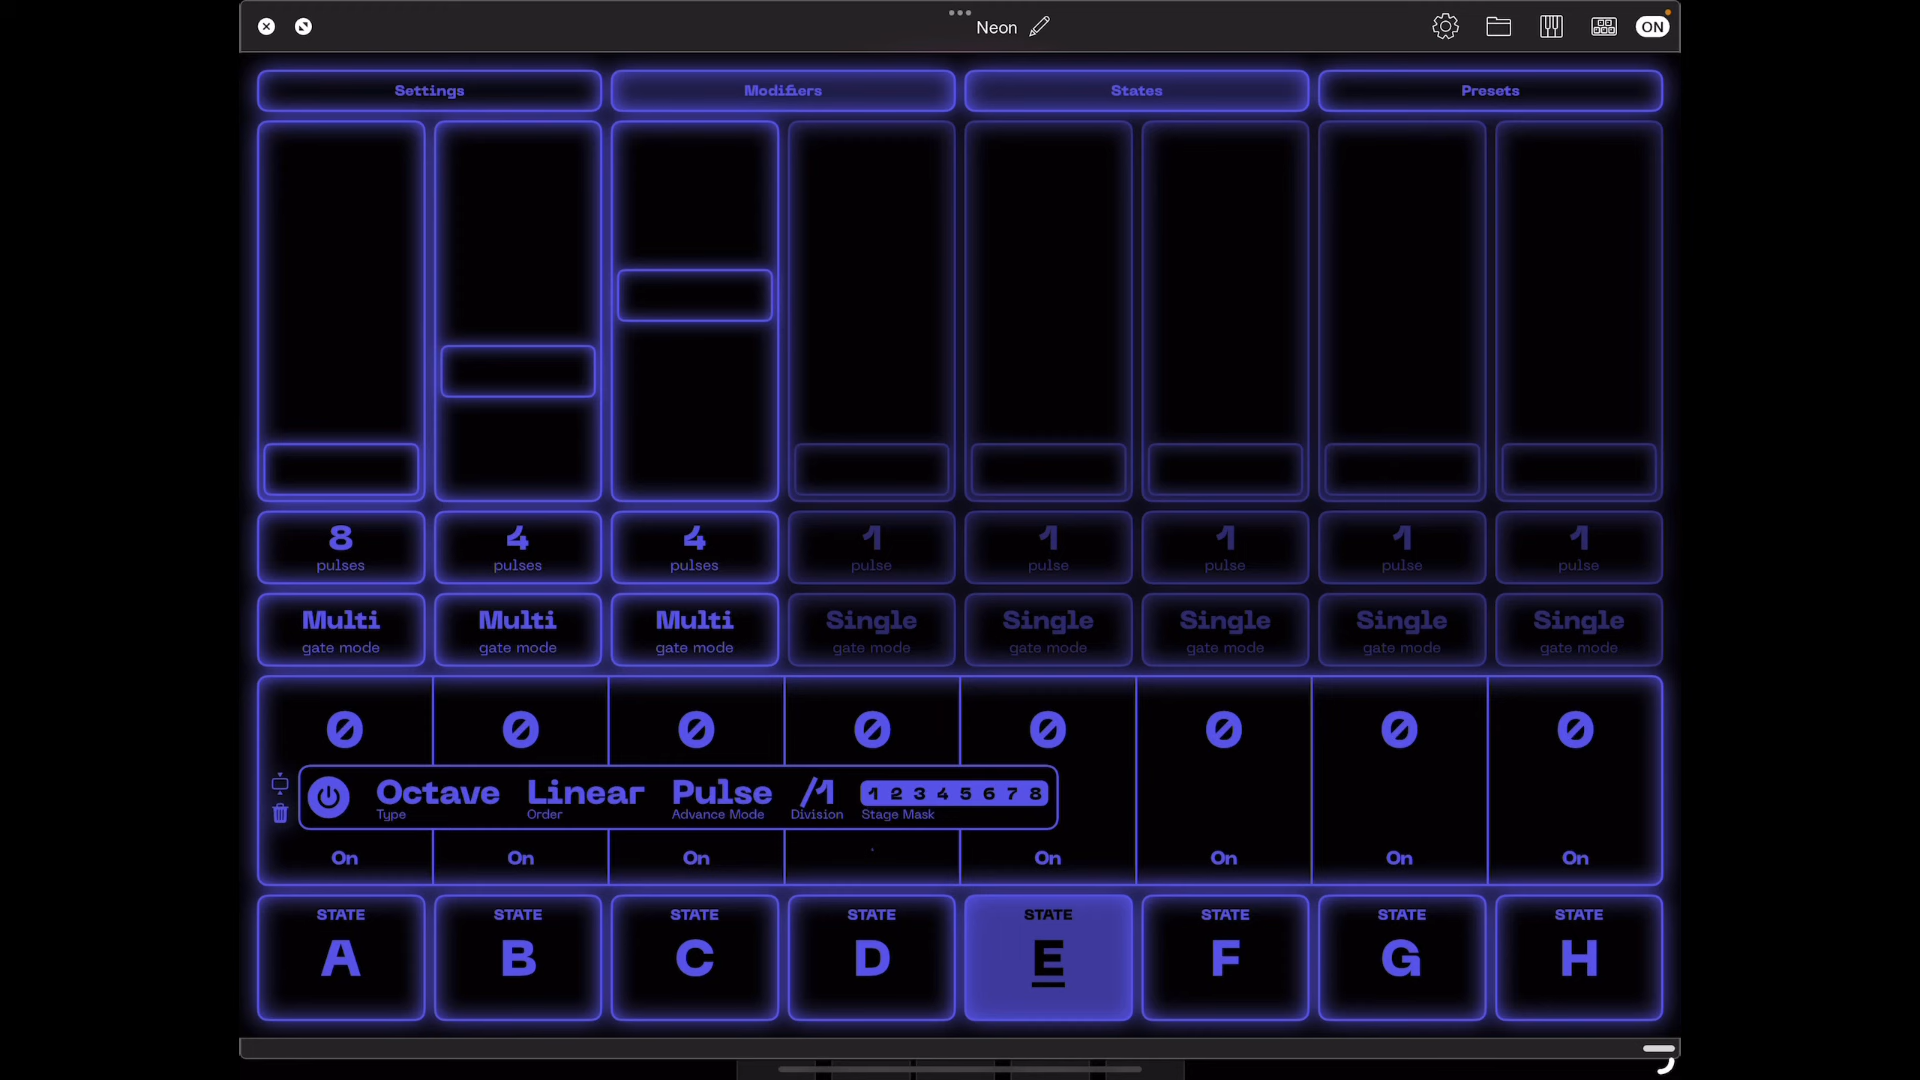 Neon
ON
Settings Modifiers States Presets
8 4 4 1 1 1 1 1
pulses pulses pulses pulse pulse pulse pulse pulse
Multi Multi Multi Single Single Single Single Single
gate mode gate mode gate mode gate mode gate mode gate mode gate mode gate mode
0 0 0 0 0 0 0 0
Octave Linear Pulse /1 1 2 3 4 5 6 7 8
Type Order Advance Mode Division Stage Mask
On On On On On On On
STATE STATE STATE STATE STATE STATE STATE STATE
A B C D E F G H